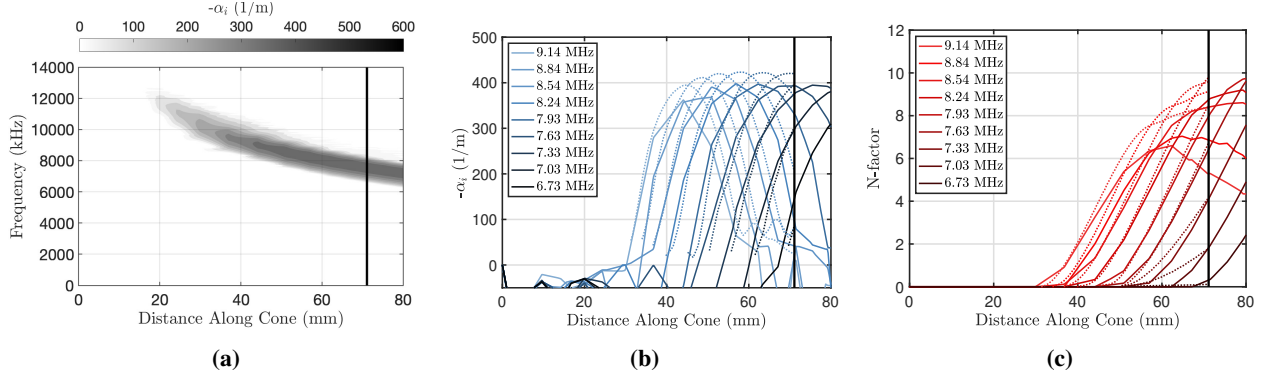 -α_i (1/m)
0 100 200 300 400 500 600
14000
12000
10000
8000
6000
4000
2000
0
Frequency (kHz)
0 20 40 60 80
Distance Along Cone (mm)
(a)
500
400
300
200
100
0
-α_i (1/m)
9.14 MHz
8.84 MHz
8.54 MHz
8.24 MHz
7.93 MHz
7.63 MHz
7.33 MHz
7.03 MHz
6.73 MHz
0 20 40 60 80
Distance Along Cone (mm)
(b)
12
10
8
6
4
2
0
N-factor
9.14 MHz
8.84 MHz
8.54 MHz
8.24 MHz
7.93 MHz
7.63 MHz
7.33 MHz
7.03 MHz
6.73 MHz
0 20 40 60 80
Distance Along Cone (mm)
(c)